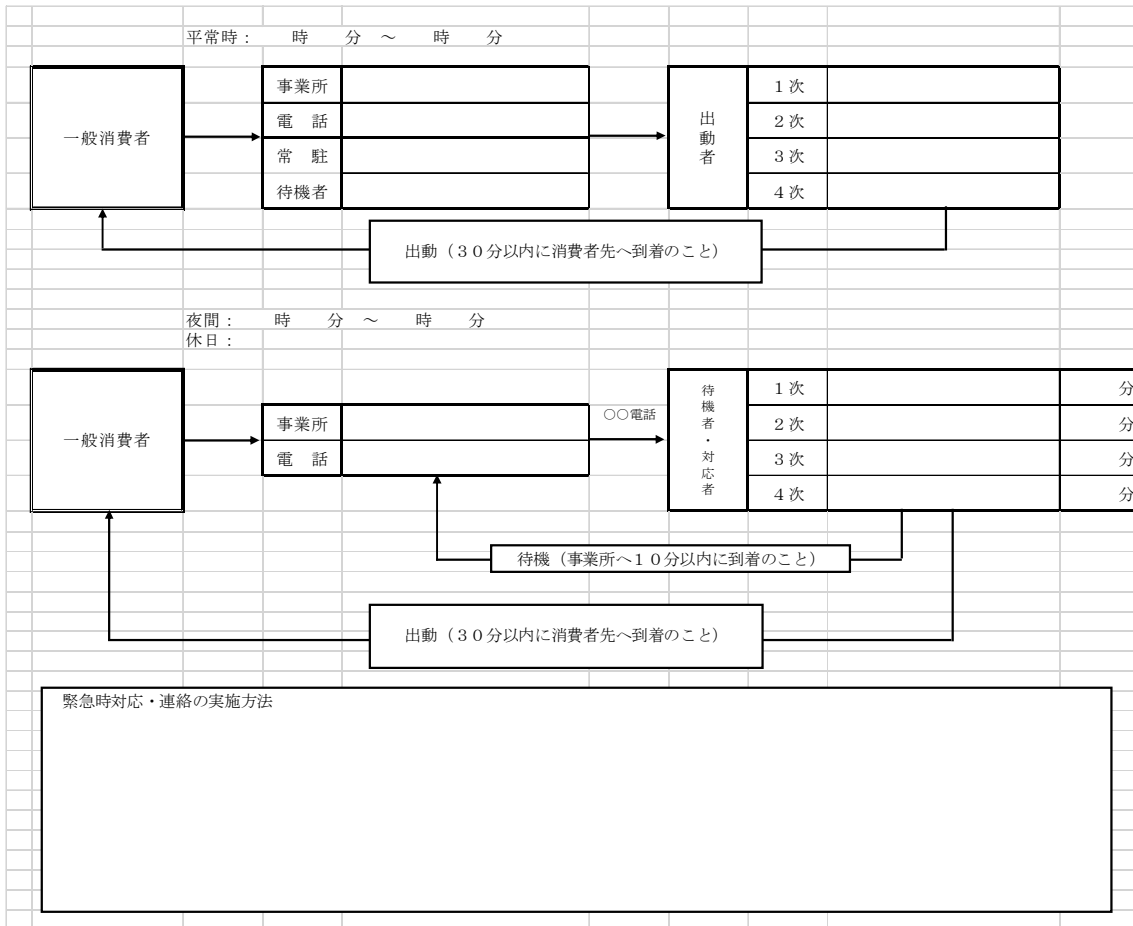 平常時：　　時　　分　～　　時　　分
一般消費者
事業所
電　話
常　駐
待機者
出動者
１次
２次
３次
４次
出動（３０分以内に消費者先へ到着のこと）
夜間：　　時　　分　～　　時　　分
休日：
一般消費者
事業所
電　話
〇〇電話
待機者・対応者
１次　分
２次　分
３次　分
４次　分
待機（事業所へ１０分以内に到着のこと）
出動（３０分以内に消費者先へ到着のこと）
緊急時対応・連絡の実施方法